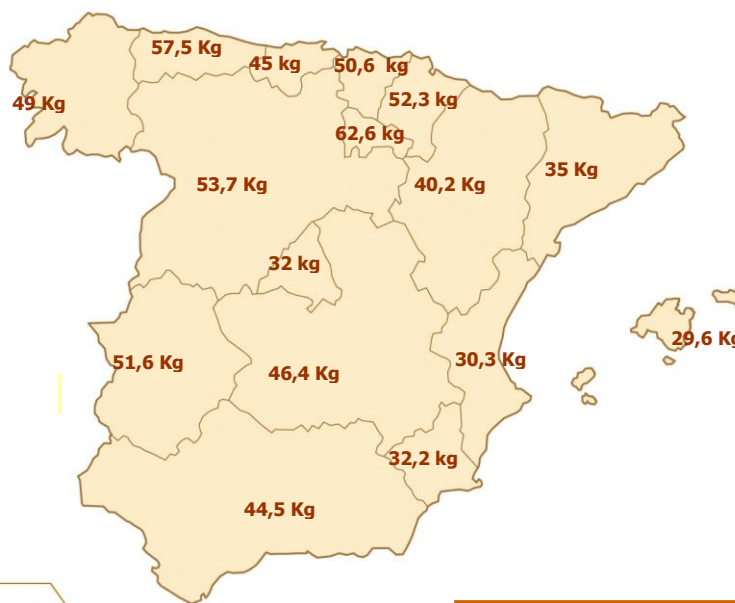 57,5 Kg
45 kg
50,6 kg
52,3 kg
49 Kg
62,6 kg
53,7 Kg
40,2 Kg
35 Kg
32 kg
29,6 Kg
51,6 Kg
46,4 Kg
30,3 Kg
32,2 kg
44,5 Kg